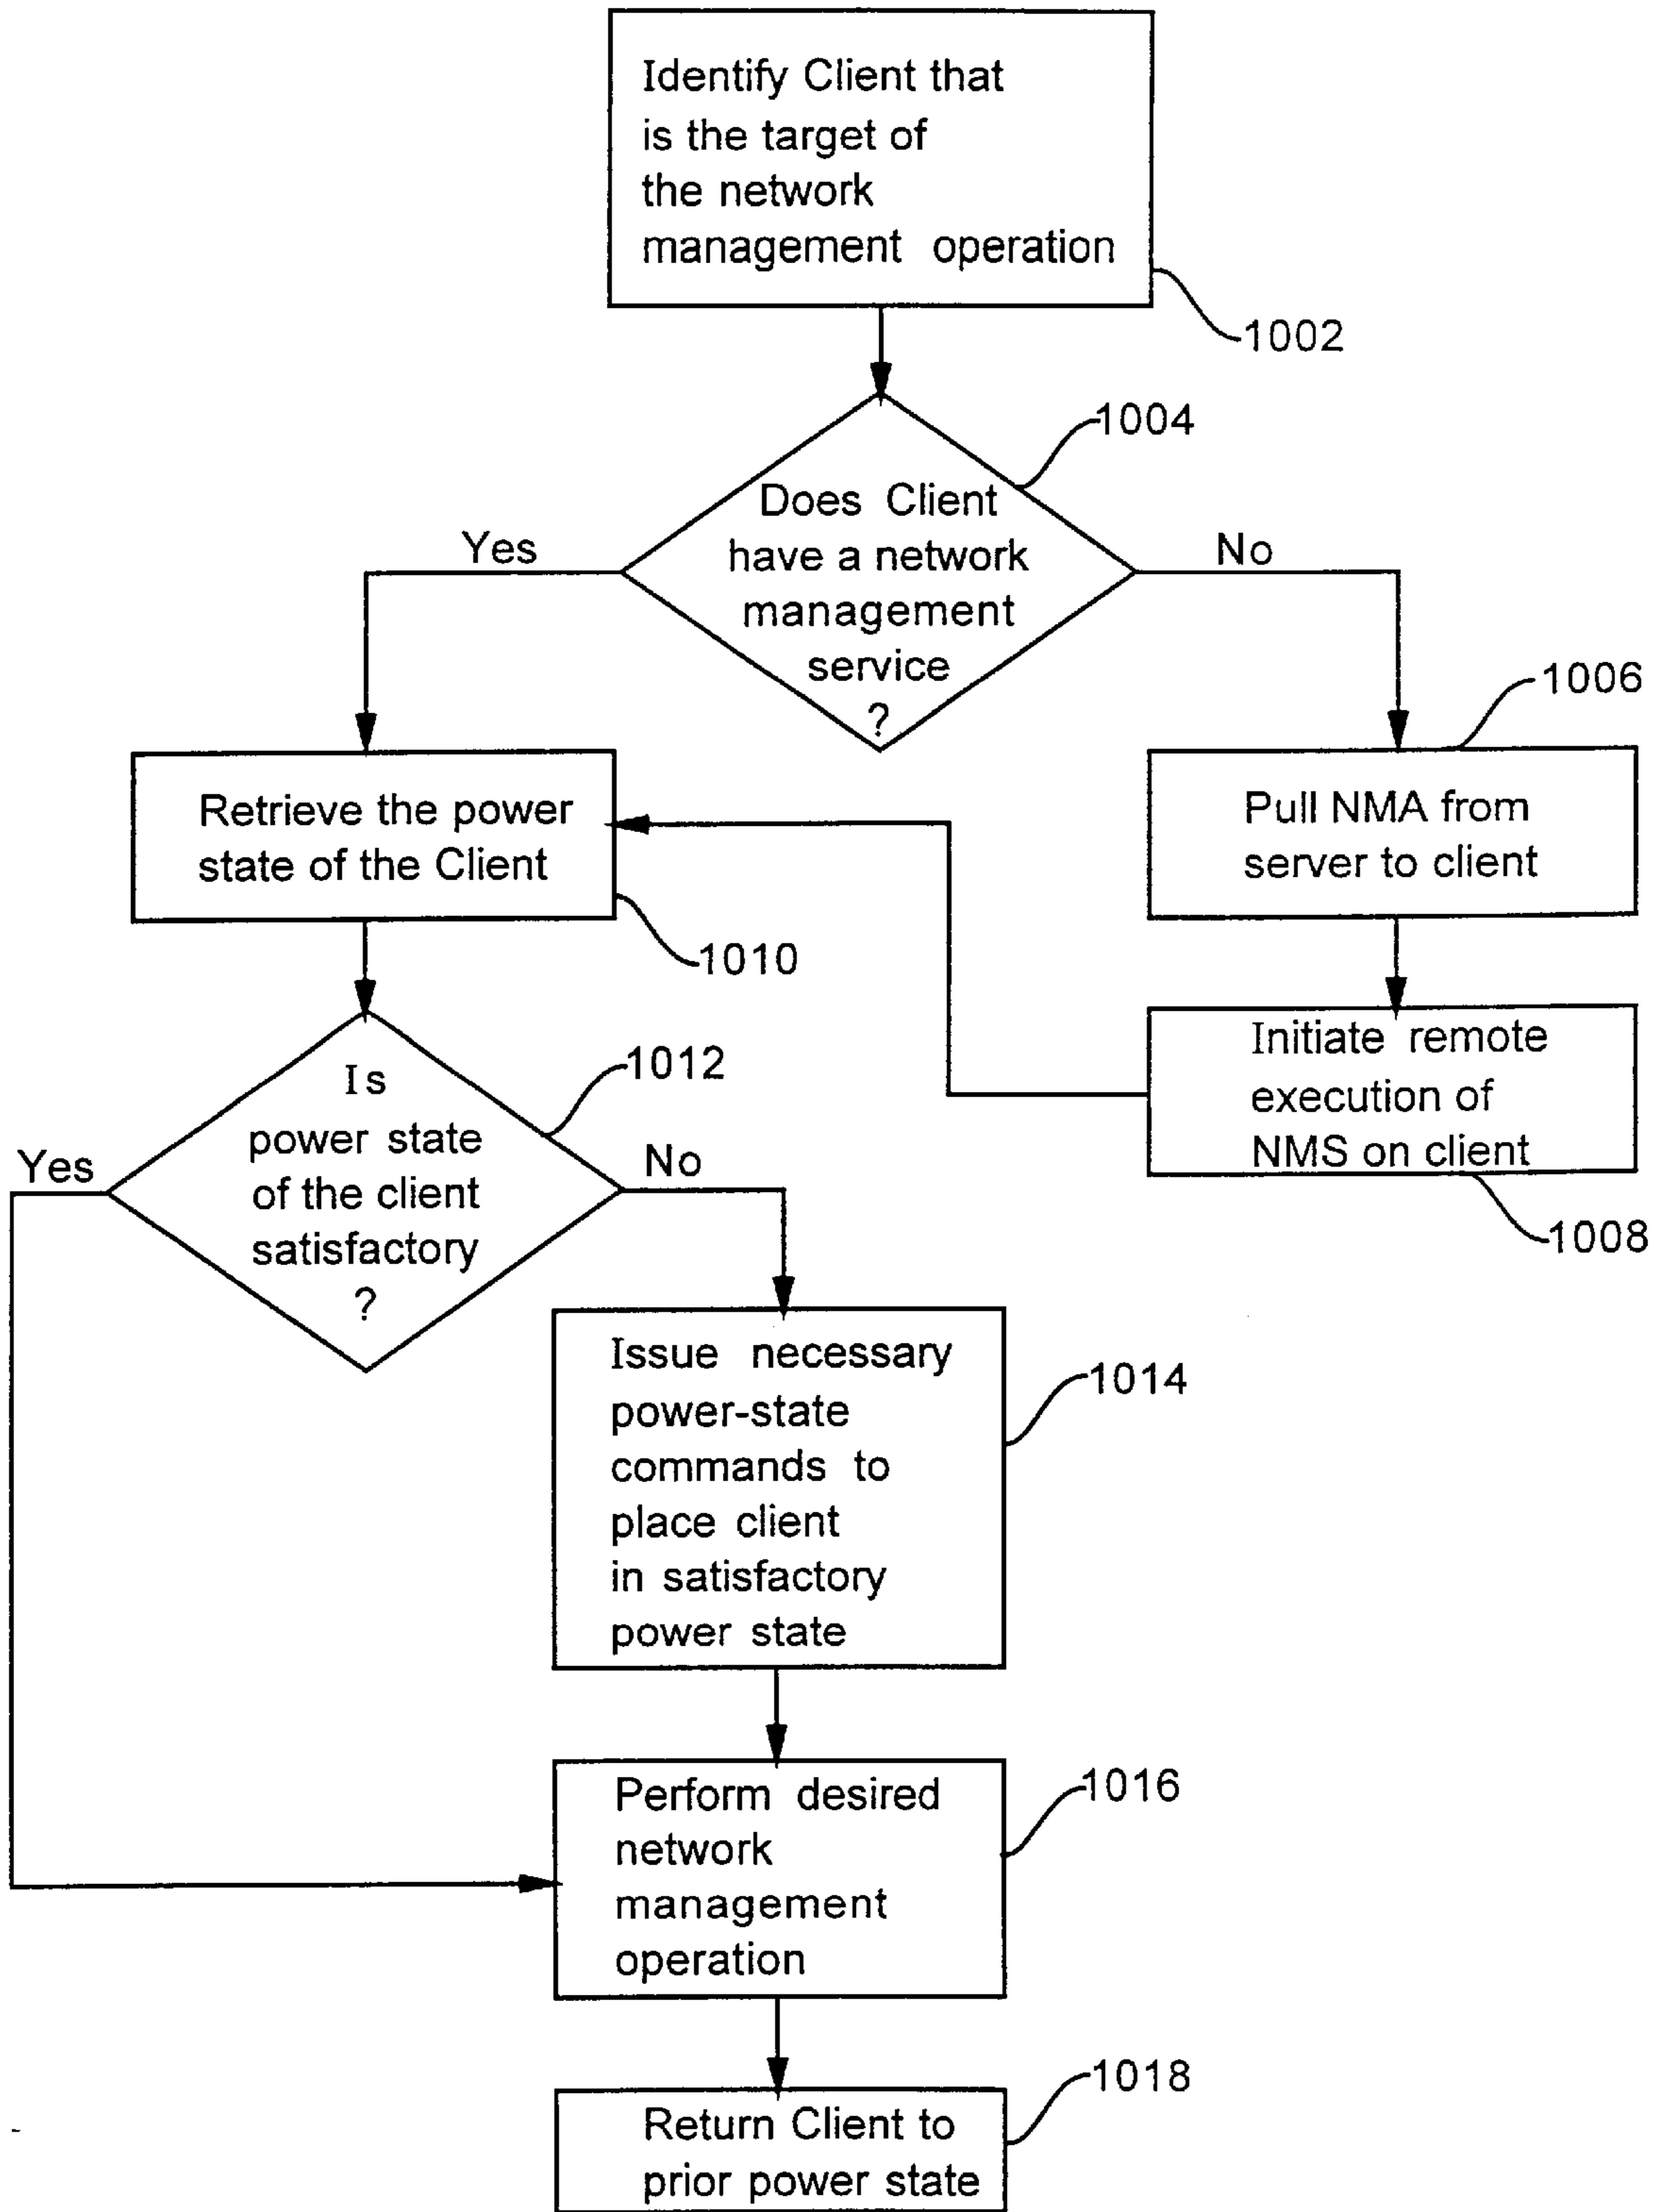 Identify Client that
is the target of
the network
management operation
1002
1004
Does Client
have a network
management
service
?
Yes
No
1006
Pull NMA from
server to client
Retrieve the power
state of the Client
1010
Initiate remote
execution of
NMS on client
1008
1012
Is
power state
of the client
satisfactory
?
Yes
No
Issue necessary
power-state
commands to
place client
in satisfactory
power state
1014
Perform desired
network
management
operation
1016
Return Client to
prior power state
1018